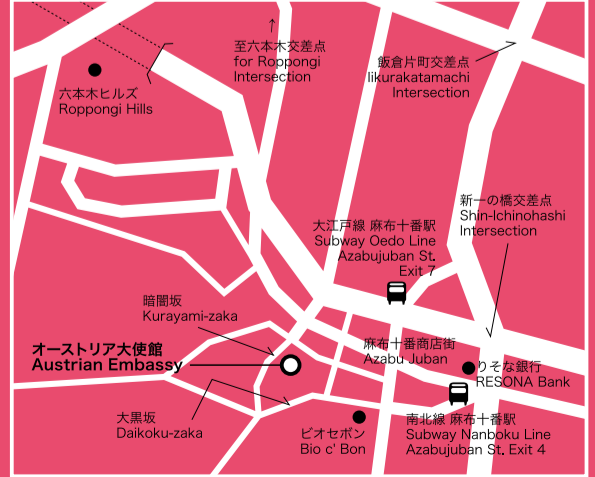 至六本木交差点
for Roppongi
Intersection
飯倉片町交差点
Iikurakatamachi
Intersection
六本木ヒルズ
Roppongi Hills
新一の橋交差点
Shin-Ichinohashi
Intersection
大江戸線 麻布十番駅
Subway Oedo Line
Azabujuban St.
Exit 7
暗闇坂
Kurayami-zaka
オーストリア大使館
Austrian Embassy
麻布十番商店街
Azabu Juban
りそな銀行
RESONA Bank
大黒坂
Daikoku-zaka
ビオセボン
Bio c' Bon
南北線 麻布十番駅
Subway Nanboku Line
Azabujuban St. Exit 4